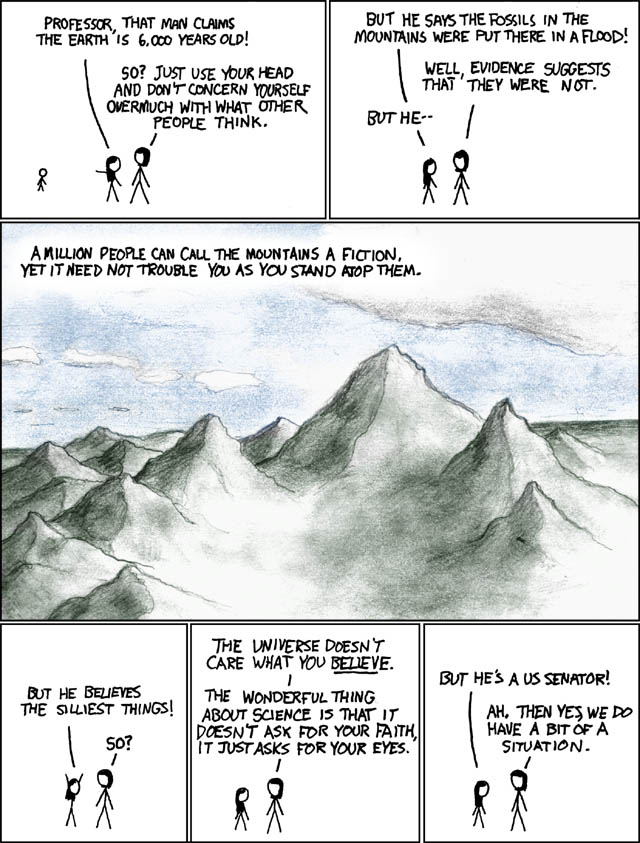 PROFESSOR, THAT MAN CLAIMS
THE EARTH IS 6,000 YEARS OLD!
SO? JUST USE YOUR HEAD
AND DON'T CONCERN YOURSELF
OVERMUCH WITH WHAT OTHER
PEOPLE THINK.
BUT HE SAYS THE FOSSILS IN THE
MOUNTAINS WERE PUT THERE IN A FLOOD!
WELL, EVIDENCE SUGGESTS
THAT THEY WERE NOT.
BUT HE--
A MILLION PEOPLE CAN CALL THE MOUNTAINS A FICTION,
YET IT NEED NOT TROUBLE YOU AS YOU STAND ATOP THEM.
BUT HE BELIEVES
THE SILLIEST THINGS!
SO?
THE UNIVERSE DOESN'T
CARE WHAT YOU BELIEVE.
THE WONDERFUL THING
ABOUT SCIENCE IS THAT IT
DOESN'T ASK FOR YOUR FAITH,
IT JUST ASKS FOR YOUR EYES.
BUT HE'S A US SENATOR!
AH, THEN YES, WE DO
HAVE A BIT OF A
SITUATION.